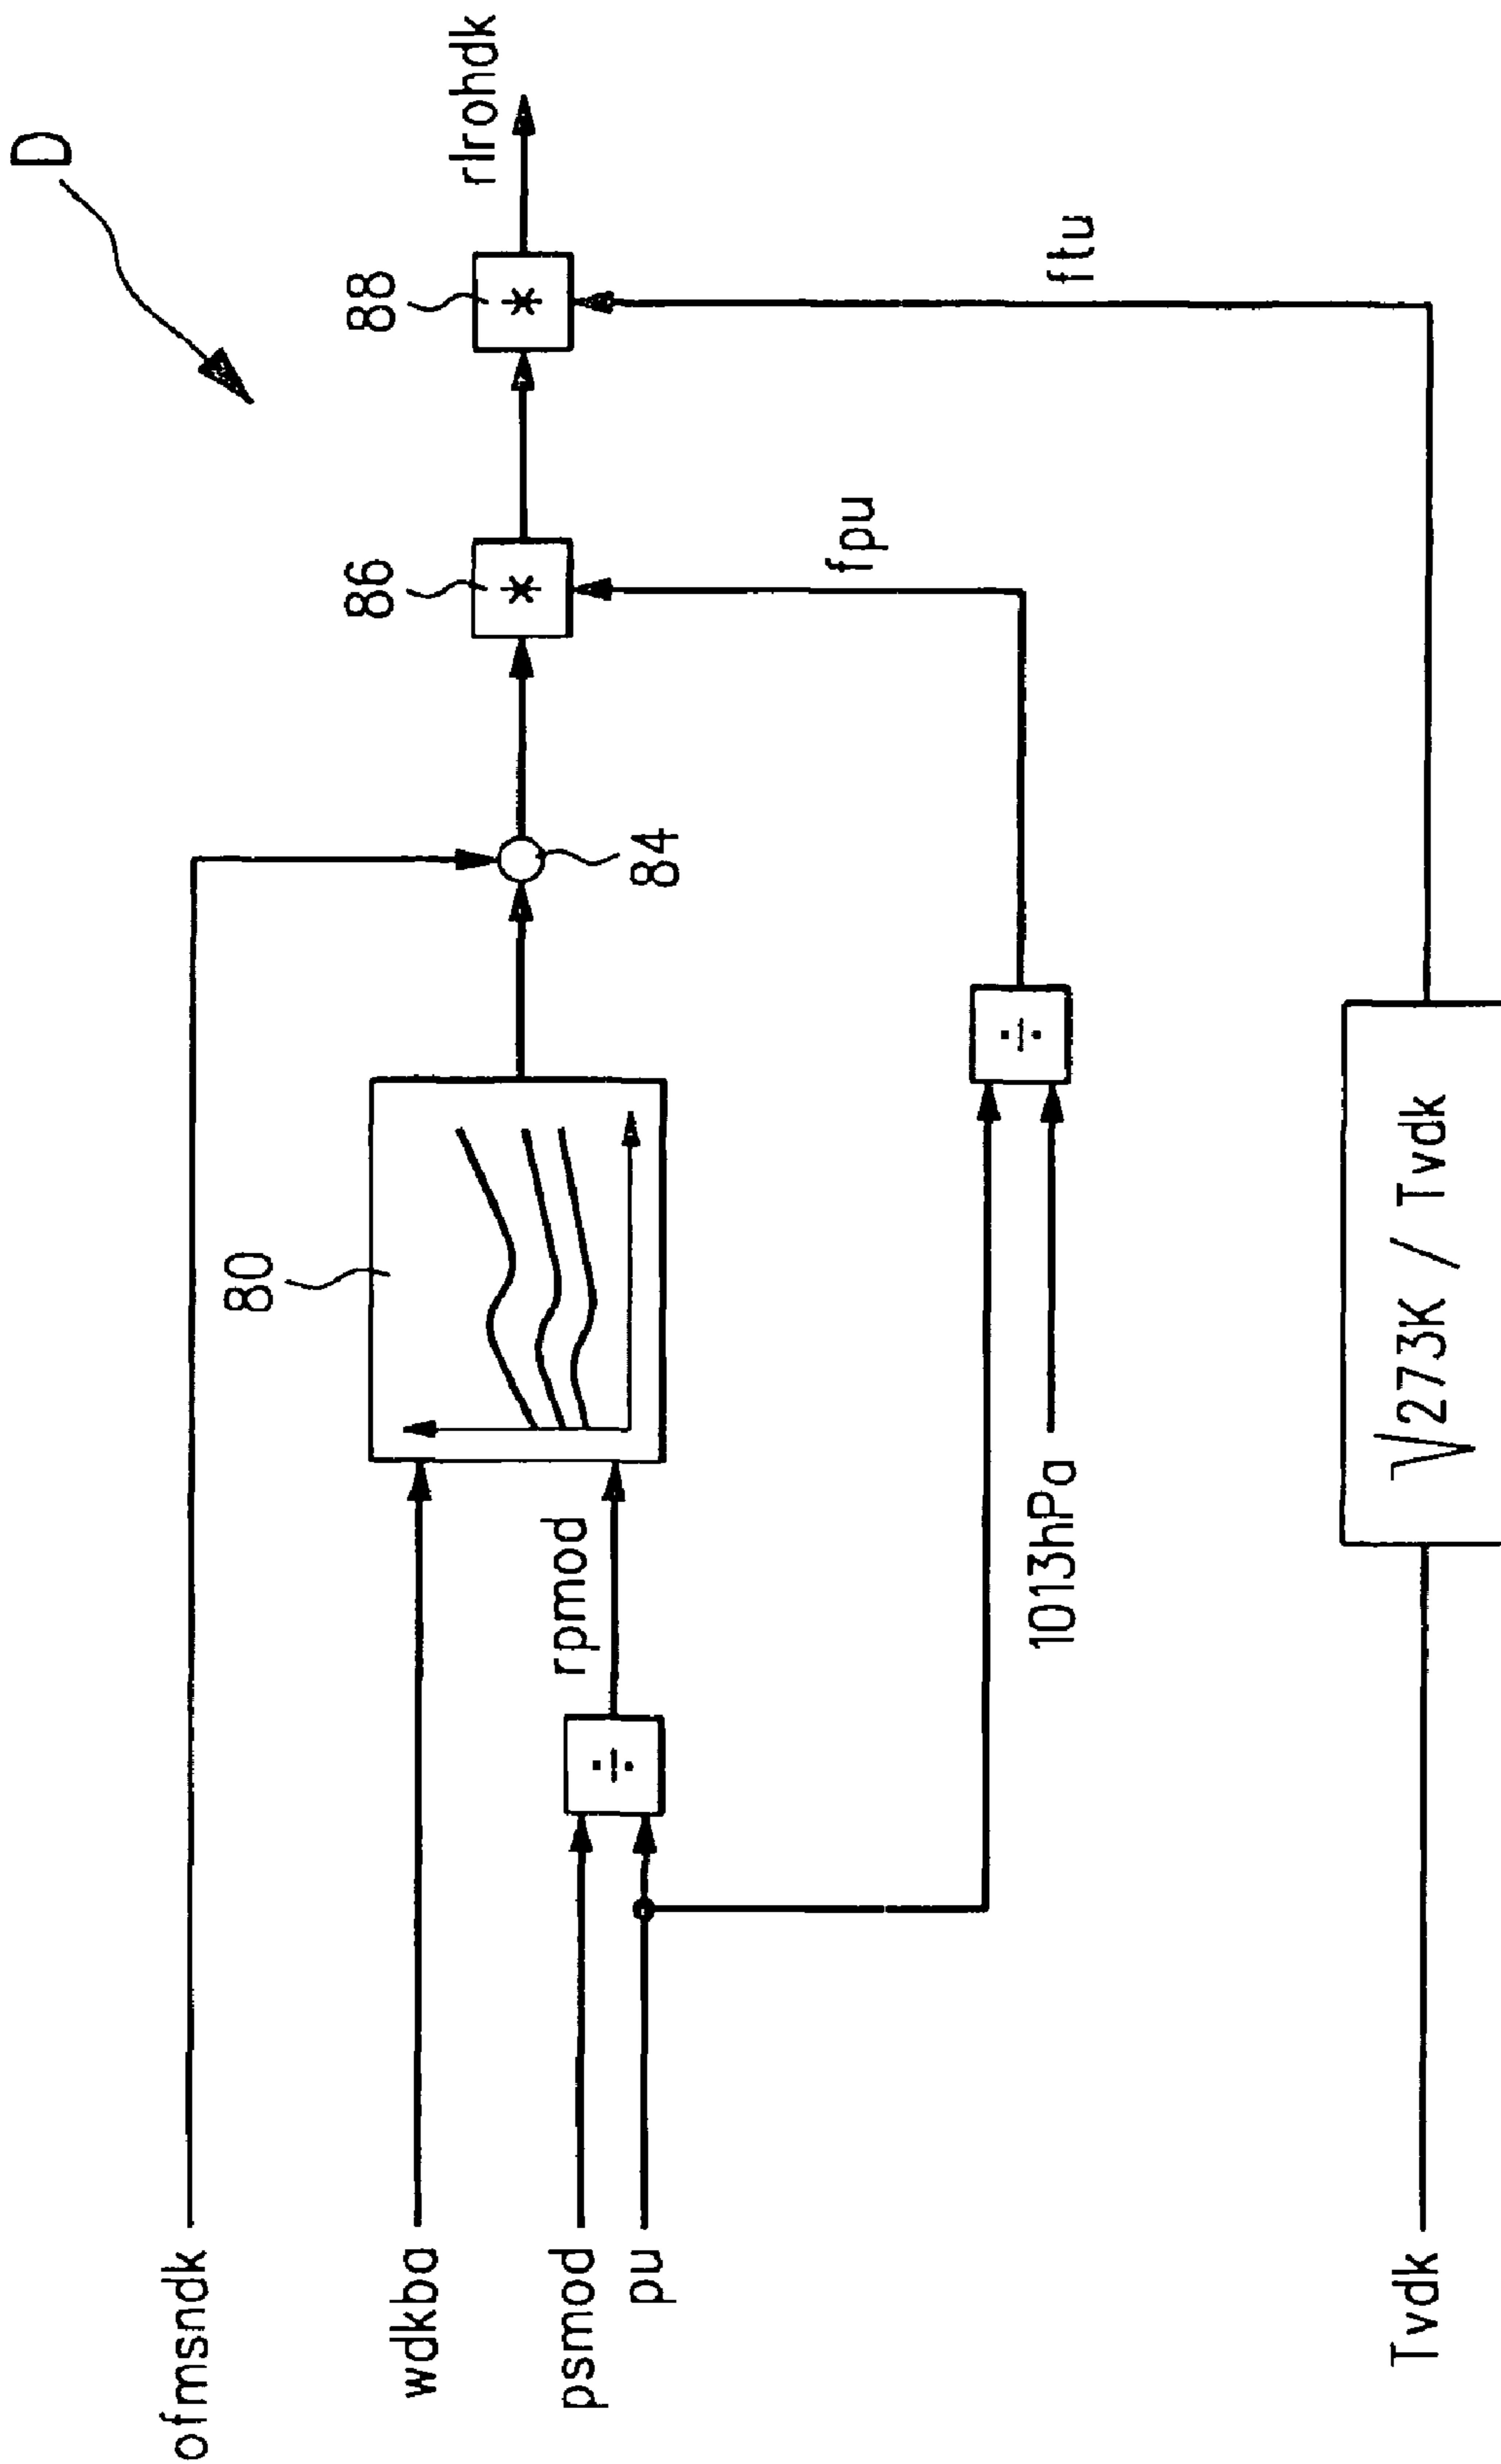 D
ofmsndk
rlrohdk
88
86
84
80
wdkba
rpmod
psmod
pu
fpu
ftu
*
*
÷
÷
1013hPa
√273K / Tvdk
Tvdk